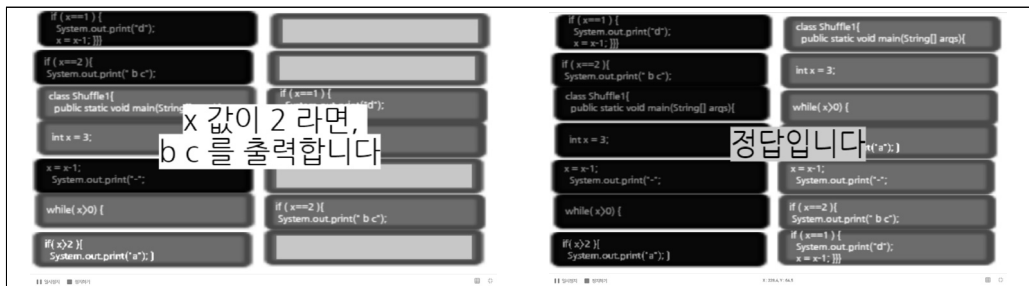 if ( x==1 ) {
System.out.print("d");
x = x-1; ]}]
if ( x==2 ){
System.out.print(" b c");
class Shuffle1{
public static void main(String
int x = 3;
x = x-1;
System.out.print("-";
while( x>0) {
if( x>2 ){
System.out.print("a"); }
if ( x==1 ) {
"d");
if ( x==2 ){
System.out.print(" b c");
x 값이 2 라면,
b c 를 출력합니다
if ( x==1 ) {
System.out.print("d");
x = x-1; ]}]
if ( x==2 ){
System.out.print(" b c");
class Shuffle1{
public static void main(String[] args){
int x = 3;
x = x-1;
System.out.print("-";
while( x>0) {
if( x>2 ){
System.out.print("a"); }
class Shuffle1{
public static void main(String[] args){
int x = 3;
while( x>0) {
t("a"); }
x = x-1;
System.out.print("-";
if ( x==2 ){
System.out.print(" b c");
if ( x==1 ) {
System.out.print("d");
x = x-1; ]}]
정답입니다